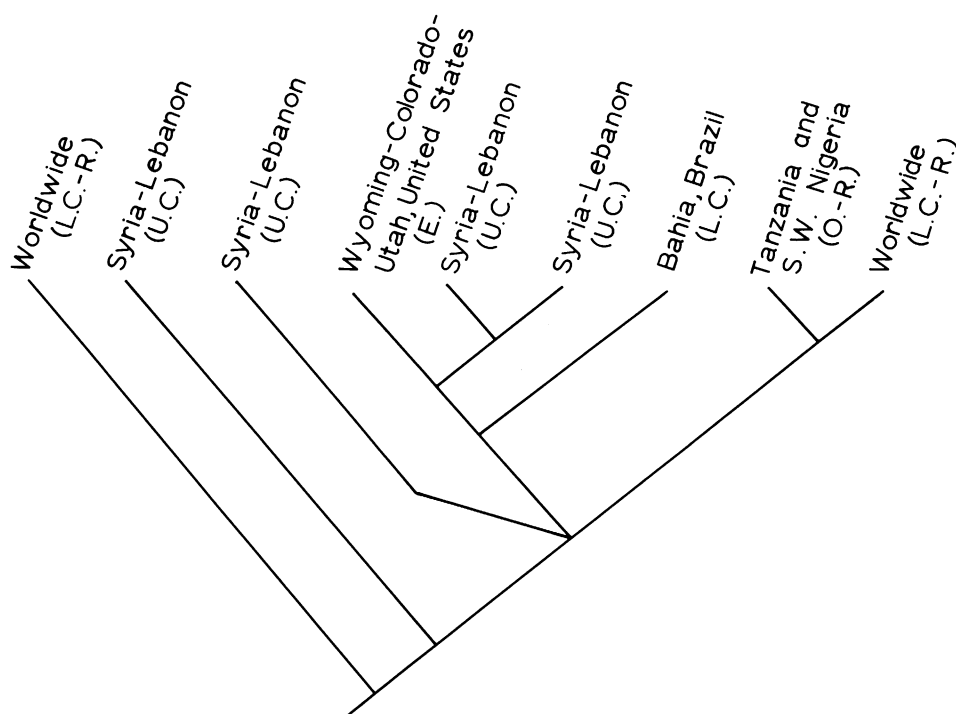 Worldwide
(L.C.-R.)
Syria-Lebanon
(U.C.)
Syria-Lebanon
(U.C.)
Wyoming-Colorado-
Utah, United States
(E.)
Syria-Lebanon
(U.C.)
Syria-Lebanon
(U.C.)
Bahia, Brazil
(L.C.)
Tanzania and
S. W. Nigeria
(O.-R.)
Worldwide
(L.C.-R.)